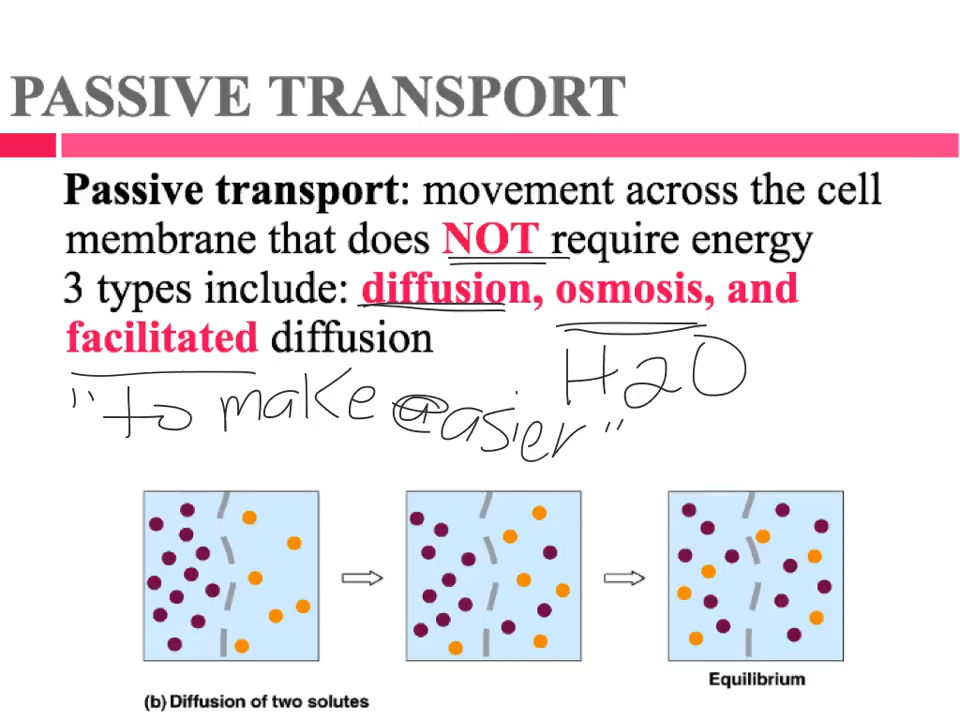 PASSIVE TRANSPORT
Passive transport: movement across the cell
membrane that does NOT require energy
3 types include: diffusion, osmosis, and
facilitated diffusion
H2O
"to make easier"
Equilibrium
(b) Diffusion of two solutes